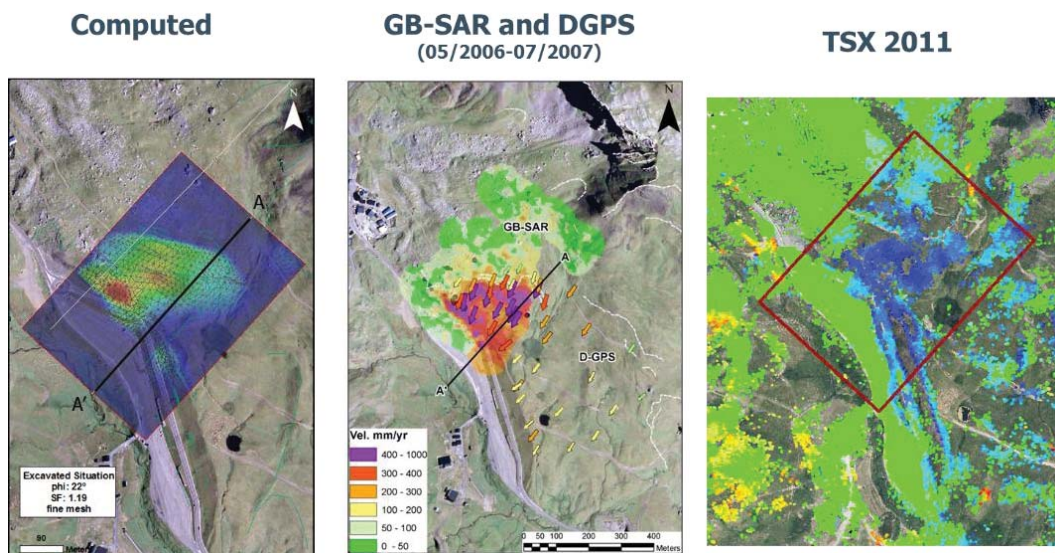 Computed
GB-SAR and DGPS
(05/2006-07/2007)
TSX 2011
N
A
A'
Excavated Situation
phi: 22º
SF: 1.19
fine mesh
Meters
N
GB-SAR
A
D-GPS
A'
Vel. mm/yr
400 - 1000
300 - 400
200 - 300
100 - 200
50 - 100
0 - 50
0 50 100 200 300 400
Meters